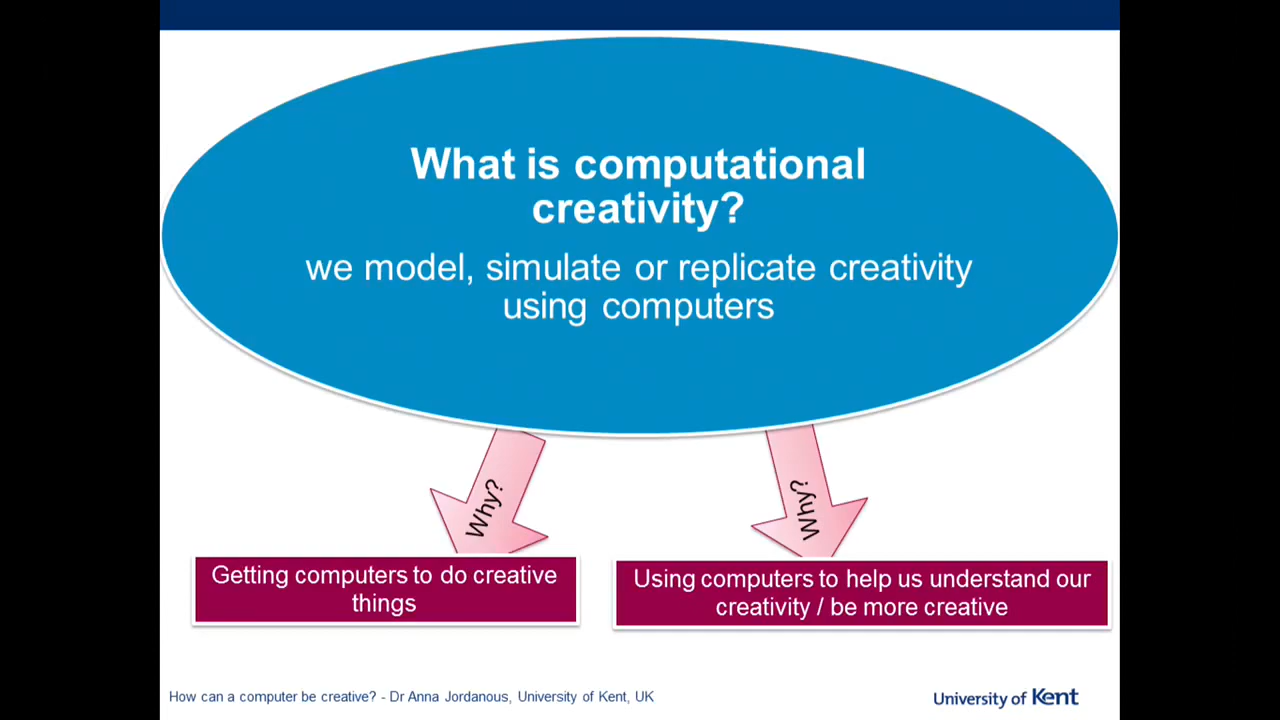 What is computational
creativity?
we model, simulate or replicate creativity
using computers
Why?
Why?
Getting computers to do creative
things
Using computers to help us understand our
creativity / be more creative
How can a computer be creative? - Dr Anna Jordanous, University of Kent, UK
University of Kent